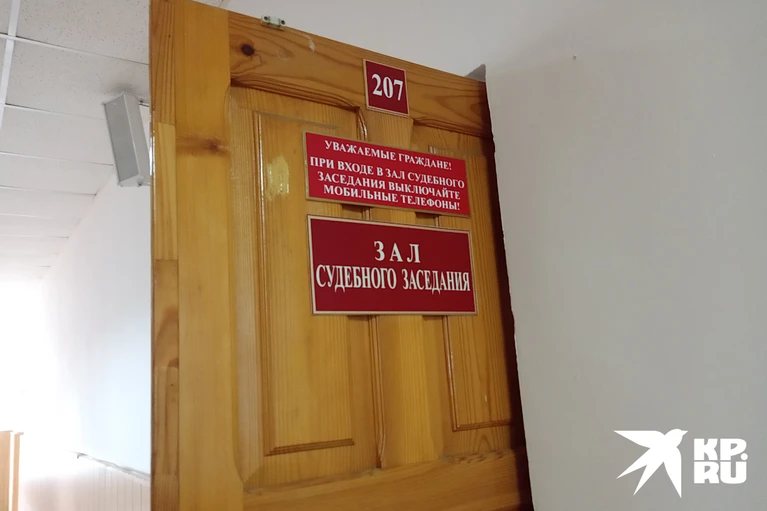 207
УВАЖАЕМЫЕ ГРАЖДАНЕ!
ПРИ ВХОДЕ В ЗАЛ СУДЕБНОГО
ЗАСЕДАНИЯ ВЫКЛЮЧАЙТЕ
МОБИЛЬНЫЕ ТЕЛЕФОНЫ!
ЗАЛ
СУДЕБНОГО ЗАСЕДАНИЯ
KP.
RU